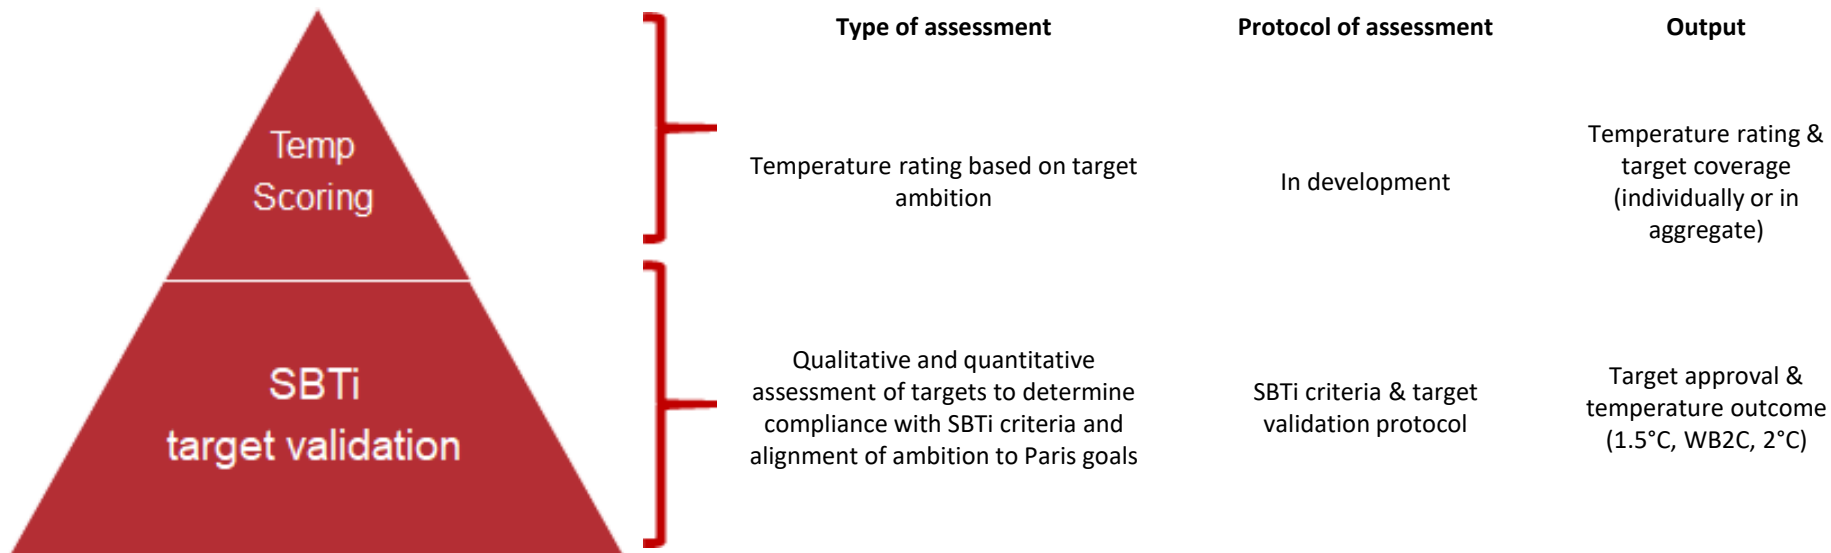 Type of assessment
Protocol of assessment
Output
Temp
Scoring
Temperature rating based on target
ambition
In development
Temperature rating &
target coverage
(individually or in
aggregate)
SBTi
target validation
Qualitative and quantitative
assessment of targets to determine
compliance with SBTi criteria and
alignment of ambition to Paris goals
SBTi criteria & target
validation protocol
Target approval &
temperature outcome
(1.5°C, WB2C, 2°C)